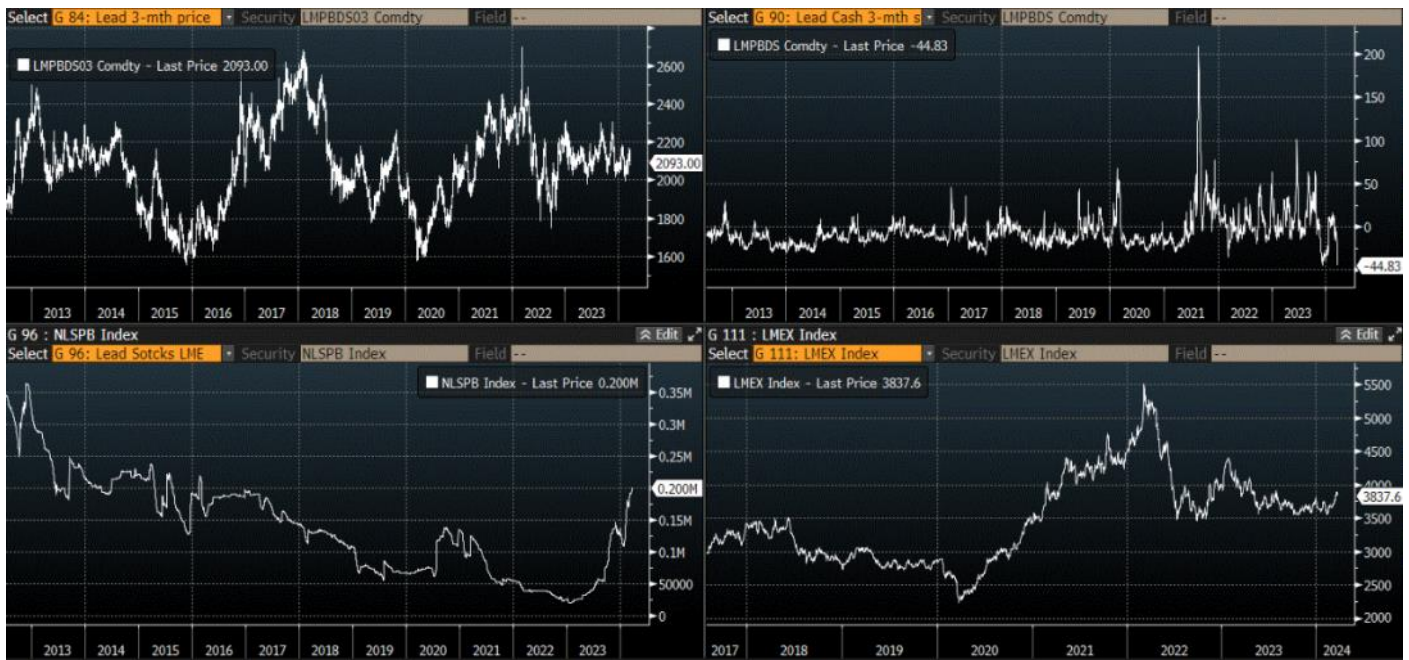 Select G 84: Lead 3-mth price Security LMPBDS03 Comdty Field --
LMPBDS03 Comdty - Last Price 2093.00
2600
2400
2200
2093.00
2000
1800
1600
2013 2014 2015 2016 2017 2018 2019 2020 2021 2022 2023
Select G 90: Lead Cash 3-mth s Security LMPBDS Comdty Field --
LMPBDS Comdty - Last Price -44.83
200
150
100
50
0
-44.83
2013 2014 2015 2016 2017 2018 2019 2020 2021 2022 2023
G 96 : NLSPB Index Edit
Select G 96: Lead Sotcks LME Security NLSPB Index Field --
NLSPB Index - Last Price 0.200M
0.35M
0.3M
0.25M
0.200M
0.15M
0.1M
50000
0
2013 2014 2015 2016 2017 2018 2019 2020 2021 2022 2023
G 111 : LMEX Index Edit
Select G 111: LMEX Index Security LMEX Index Field --
LMEX Index - Last Price 3837.6
5500
5000
4500
4000
3837.6
3500
3000
2500
2000
2017 2018 2019 2020 2021 2022 2023 2024